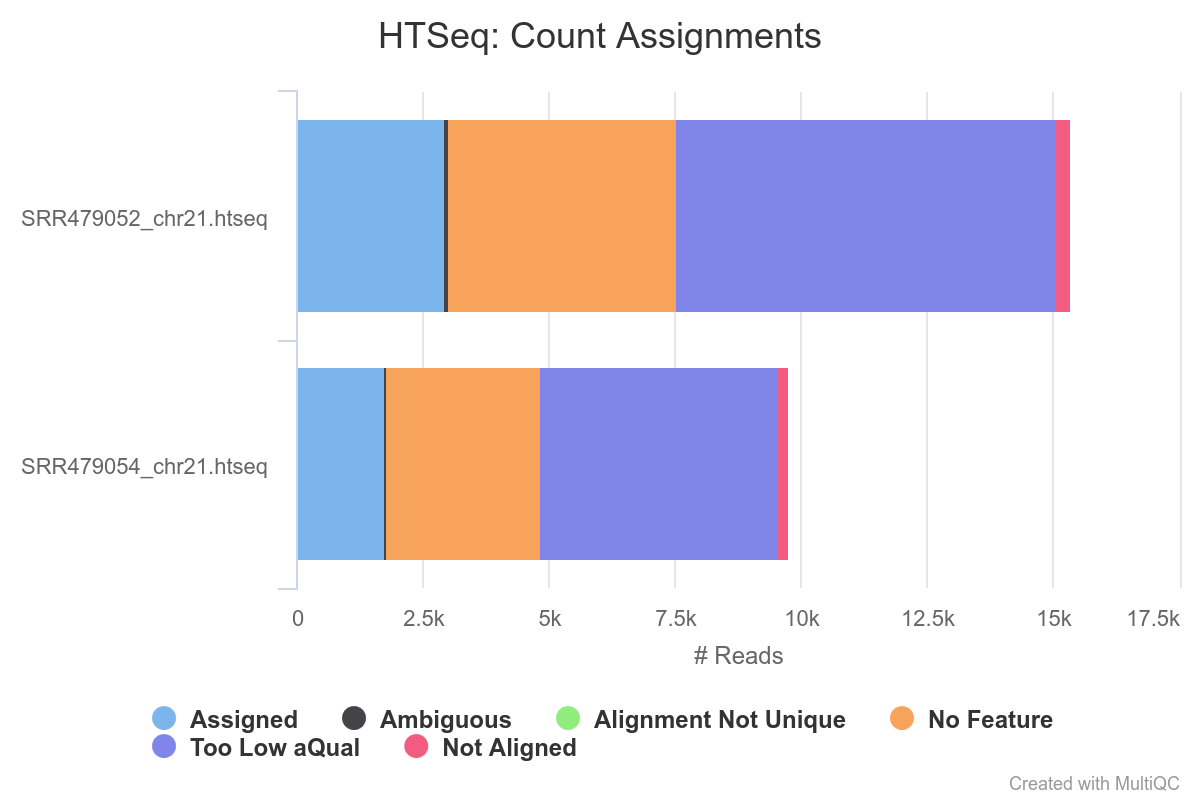 HTSeq: Count Assignments
SRR479052_chr21.htseq
SRR479054_chr21.htseq
0 2.5k 5k 7.5k 10k 12.5k 15k 17.5k
# Reads
Assigned Ambiguous Alignment Not Unique No Feature
Too Low aQual Not Aligned
Created with MultiQC